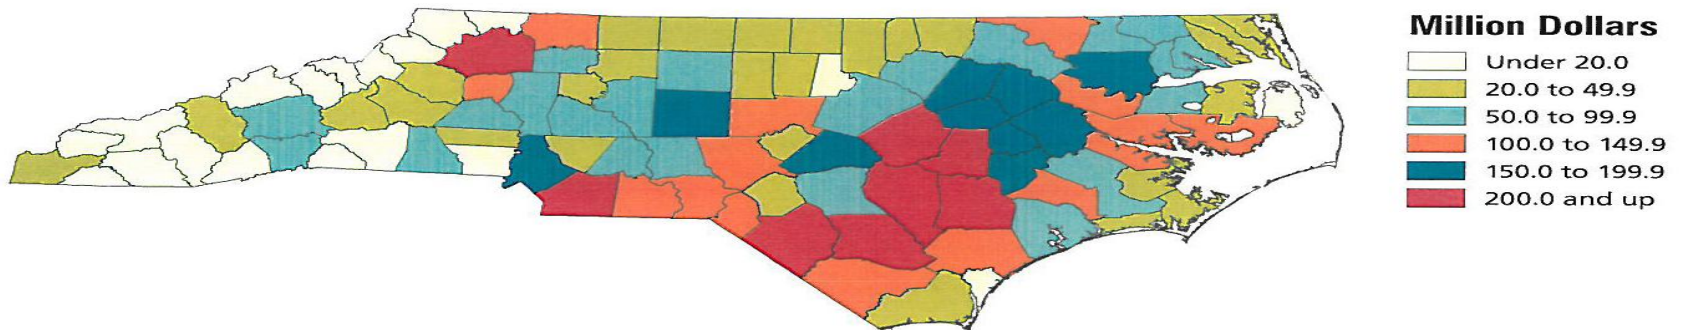 Million Dollars
Under 20.0
20.0 to 49.9
50.0 to 99.9
100.0 to 149.9
150.0 to 199.9
200.0 and up